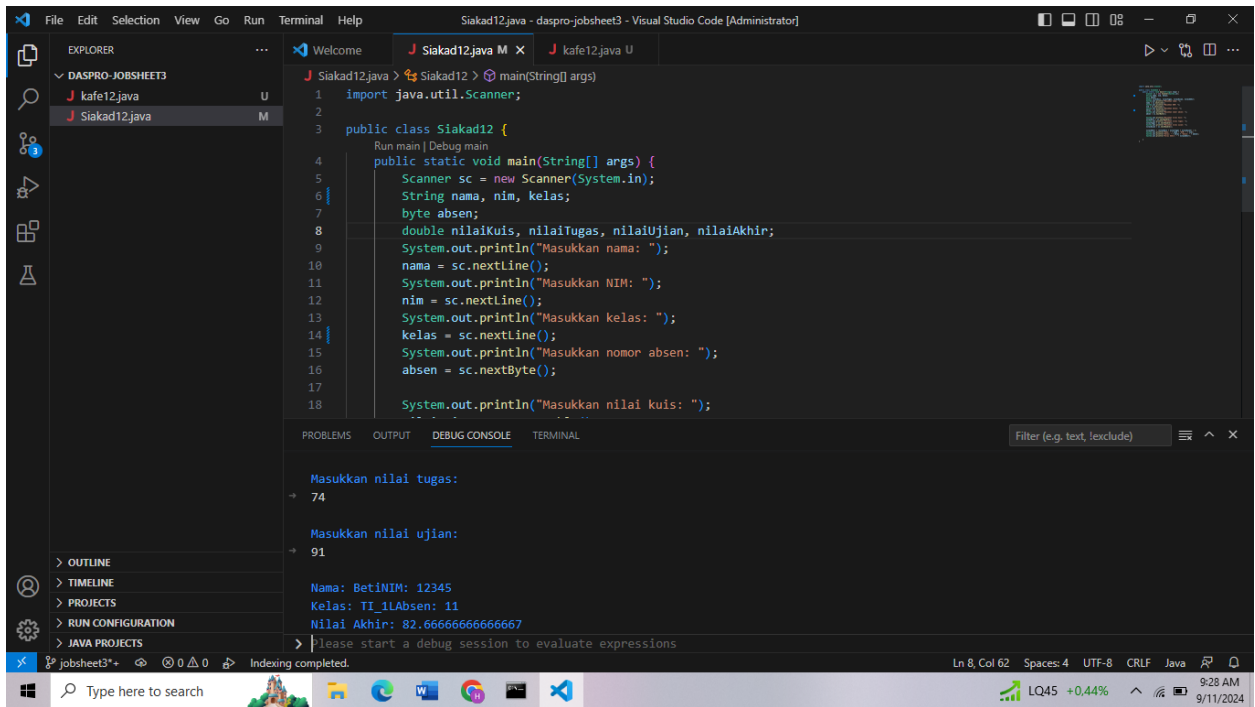 File Edit Selection View Go Run Terminal Help Siakad12.java - daspro-jobsheet3 - Visual Studio Code [Administrator]
EXPLORER ...
DASPRO-JOBSHEET3
J kafe12.java U
J Siakad12.java M
Welcome J Siakad12.java M J kafe12.java U
J Siakad12.java > Siakad12 > main(String[] args)
1 import java.util.Scanner;
2
3 public class Siakad12 {
Run main | Debug main
4 public static void main(String[] args) {
5 Scanner sc = new Scanner(System.in);
6 String nama, nim, kelas;
7 byte absen;
8 double nilaiKuis, nilaiTugas, nilaiUjian, nilaiAkhir;
9 System.out.println("Masukkan nama: ");
10 nama = sc.nextLine();
11 System.out.println("Masukkan NIM: ");
12 nim = sc.nextLine();
13 System.out.println("Masukkan kelas: ");
14 kelas = sc.nextLine();
15 System.out.println("Masukkan nomor absen: ");
16 absen = sc.nextByte();
17
18 System.out.println("Masukkan nilai kuis: ");
PROBLEMS OUTPUT DEBUG CONSOLE TERMINAL Filter (e.g. text, !exclude)
Masukkan nilai tugas:
74
Masukkan nilai ujian:
91
Nama: BetiNIM: 12345
Kelas: TI_1LAbsen: 11
Nilai Akhir: 82.66666666666667
Please start a debug session to evaluate expressions
OUTLINE
TIMELINE
PROJECTS
RUN CONFIGURATION
JAVA PROJECTS
3
jobsheet3*+ 0 0 Indexing completed. Ln 8, Col 62 Spaces: 4 UTF-8 CRLF Java
Type here to search LQ45 +0,44% 9:28 AM
9/11/2024